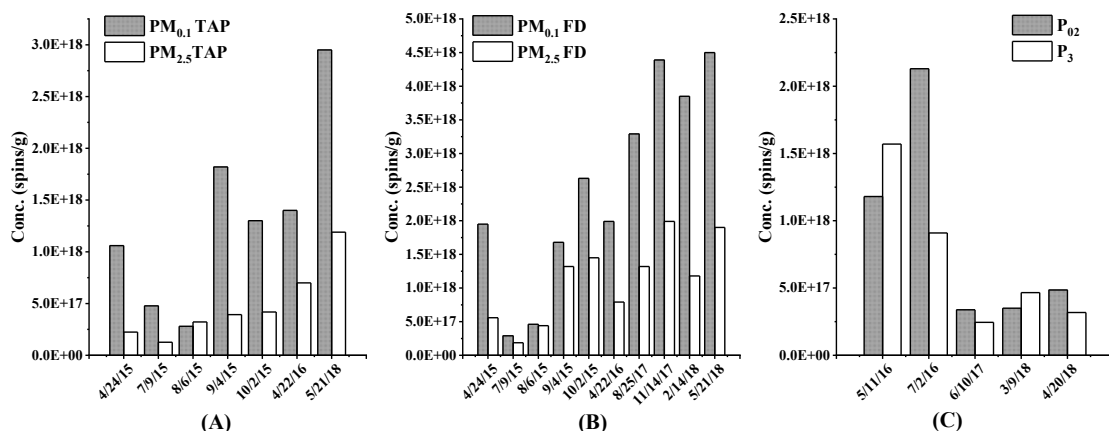 PM0.1 TAP
PM2.5TAP
Conc. (spins/g)
3.0E+18
2.5E+18
2.0E+18
1.5E+18
1.0E+18
5.0E+17
0.0E+00
4/24/15
7/9/15
8/6/15
9/4/15
10/2/15
4/22/16
5/21/18
(A)
PM0.1 FD
PM2.5 FD
Conc. (spins/g)
5.0E+18
4.5E+18
4.0E+18
3.5E+18
3.0E+18
2.5E+18
2.0E+18
1.5E+18
1.0E+18
5.0E+17
0.0E+00
4/24/15
7/9/15
8/6/15
9/4/15
10/2/15
4/22/16
8/25/17
11/14/17
2/14/18
5/21/18
(B)
P02
P3
Conc. (spins/g)
2.5E+18
2.0E+18
1.5E+18
1.0E+18
5.0E+17
0.0E+00
5/11/16
7/2/16
6/10/17
3/9/18
4/20/18
(C)